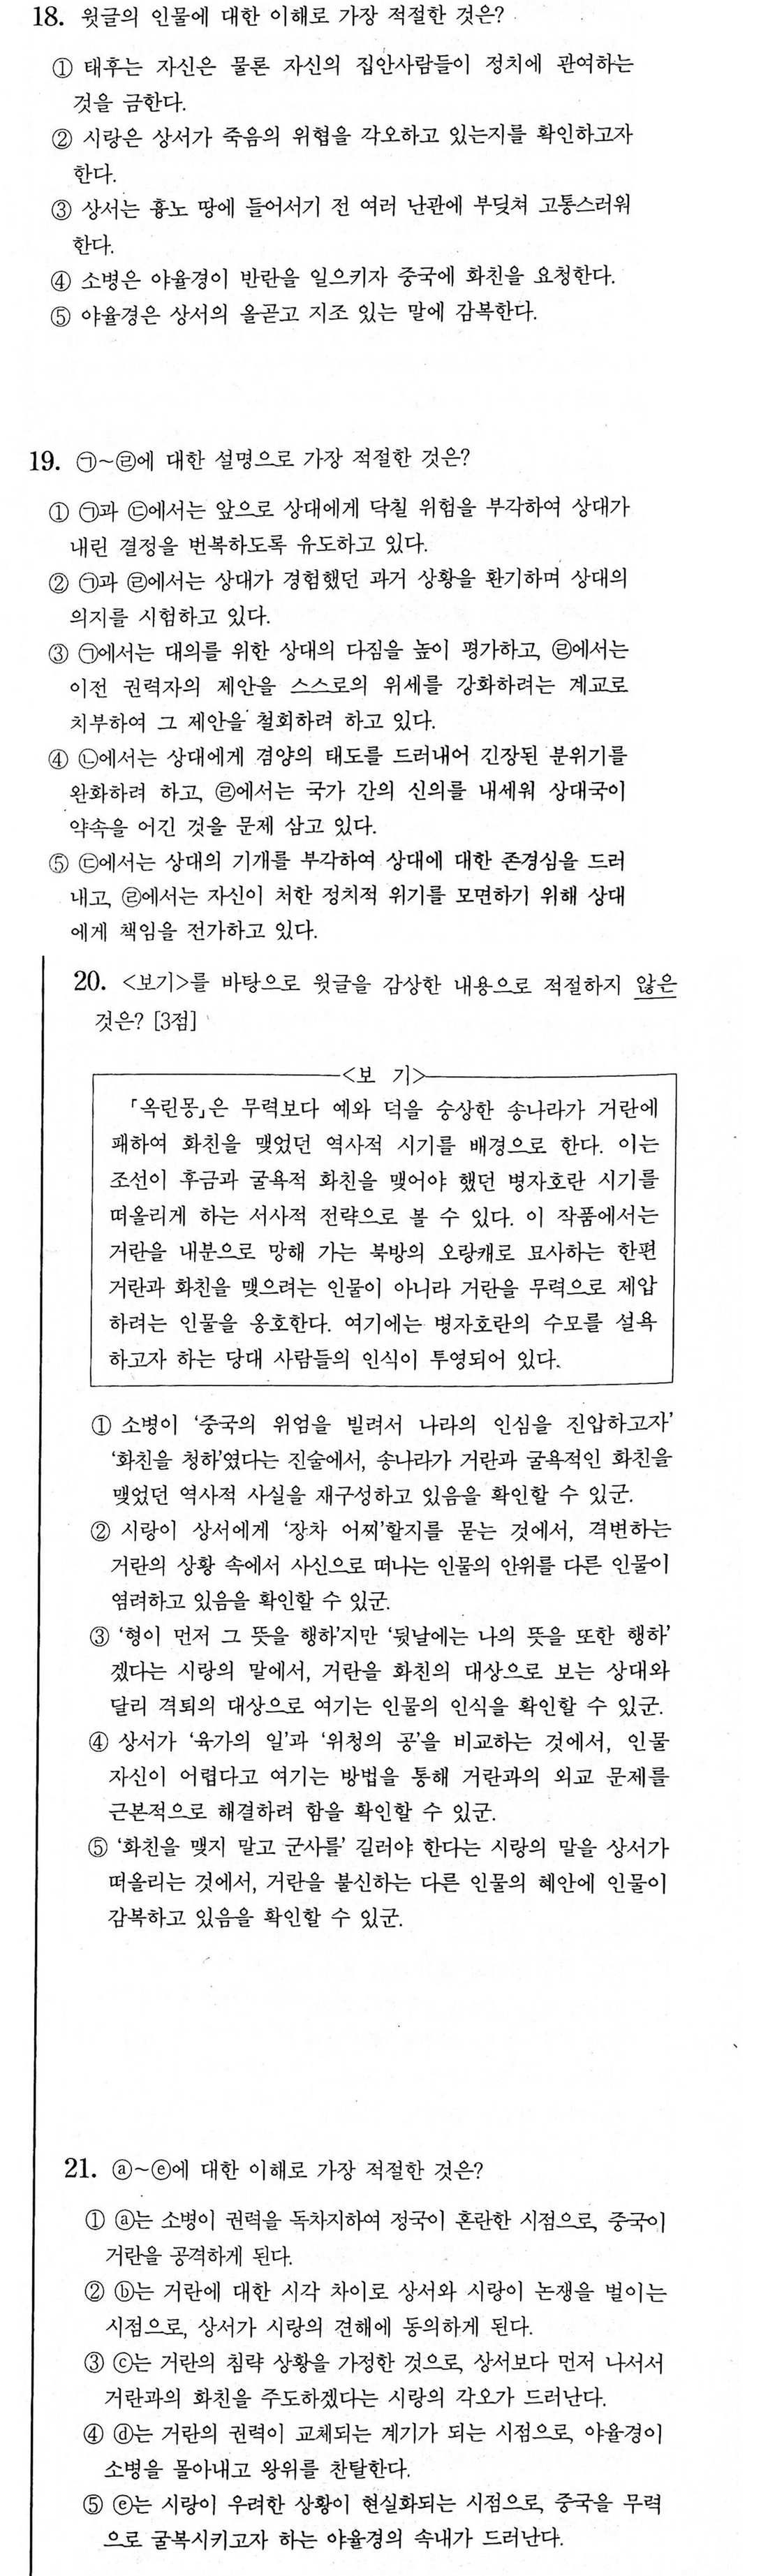 18. 윗글의 인물에 대한 이해로 가장 적절한 것은?
① 태후는 자신은 물론 자신의 집안사람들이 정치에 관여하는
것을 금한다.
② 시랑은 상서가 죽음의 위협을 각오하고 있는지를 확인하고자
한다.
③ 상서는 흉노 땅에 들어서기 전 여러 난관에 부딪쳐 고통스러워
한다.
④ 소병은 야율경이 반란을 일으키자 중국에 화친을 요청한다.
⑤ 야율경은 상서의 올곧고 지조 있는 말에 감복한다.
19. ㉠~㉣에 대한 설명으로 가장 적절한 것은?
① ㉠과 ㉢에서는 앞으로 상대에게 닥칠 위험을 부각하여 상대가
내린 결정을 번복하도록 유도하고 있다.
② ㉠과 ㉣에서는 상대가 경험했던 과거 상황을 환기하며 상대의
의지를 시험하고 있다.
③ ㉠에서는 대의를 위한 상대의 다짐을 높이 평가하고, ㉣에서는
이전 권력자의 제안을 스스로의 위세를 강화하려는 계교로
치부하여 그 제안을 철회하려 하고 있다.
④ ㉡에서는 상대에게 겸양의 태도를 드러내어 긴장된 분위기를
완화하려 하고, ㉣에서는 국가 간의 신의를 내세워 상대국이
약속을 어긴 것을 문제 삼고 있다.
⑤ ㉢에서는 상대의 기개를 부각하여 상대에 대한 존경심을 드러
내고, ㉣에서는 자신이 처한 정치적 위기를 모면하기 위해 상대
에게 책임을 전가하고 있다.
20. <보기>를 바탕으로 윗글을 감상한 내용으로 적절하지 않은
것은? [3점]
<보 기>
「옥린몽」은 무력보다 예와 덕을 숭상한 송나라가 거란에
패하여 화친을 맺었던 역사적 시기를 배경으로 한다. 이는
조선이 후금과 굴욕적 화친을 맺어야 했던 병자호란 시기를
떠올리게 하는 서사적 전략으로 볼 수 있다. 이 작품에서는
거란을 내분으로 망해 가는 북방의 오랑캐로 묘사하는 한편
거란과 화친을 맺으려는 인물이 아니라 거란을 무력으로 제압
하려는 인물을 옹호한다. 여기에는 병자호란의 수모를 설욕
하고자 하는 당대 사람들의 인식이 투영되어 있다.
① 소병이 '중국의 위엄을 빌려서 나라의 인심을 진압하고자'
'화친을 청하'였다는 진술에서, 송나라가 거란과 굴욕적인 화친을
맺었던 역사적 사실을 재구성하고 있음을 확인할 수 있군.
② 시랑이 상서에게 '장차 어찌'할지를 묻는 것에서, 격변하는
거란의 상황 속에서 사신으로 떠나는 인물의 안위를 다른 인물이
염려하고 있음을 확인할 수 있군.
③ '형이 먼저 그 뜻을 행하'지만 '뒷날에는 나의 뜻을 또한 행하'
겠다는 시랑의 말에서, 거란을 화친의 대상으로 보는 상대와
달리 격퇴의 대상으로 여기는 인물의 인식을 확인할 수 있군.
④ 상서가 '육가의 일'과 '위청의 공'을 비교하는 것에서, 인물
자신이 어렵다고 여기는 방법을 통해 거란과의 외교 문제를
근본적으로 해결하려 함을 확인할 수 있군.
⑤ '화친을 맺지 말고 군사를' 길러야 한다는 시랑의 말을 상서가
떠올리는 것에서, 거란을 불신하는 다른 인물의 혜안에 인물이
감복하고 있음을 확인할 수 있군.
21. ⓐ~ⓔ에 대한 이해로 가장 적절한 것은?
① ⓐ는 소병이 권력을 독차지하여 정국이 혼란한 시점으로, 중국이
거란을 공격하게 된다.
② ⓑ는 거란에 대한 시각 차이로 상서와 시랑이 논쟁을 벌이는
시점으로, 상서가 시랑의 견해에 동의하게 된다.
③ ⓒ는 거란의 침략 상황을 가정한 것으로, 상서보다 먼저 나서서
거란과의 화친을 주도하겠다는 시랑의 각오가 드러난다.
④ ⓓ는 거란의 권력이 교체되는 계기가 되는 시점으로, 야율경이
소병을 몰아내고 왕위를 찬탈한다.
⑤ ⓔ는 시랑이 우려한 상황이 현실화되는 시점으로, 중국을 무력
으로 굴복시키고자 하는 야율경의 속내가 드러난다.